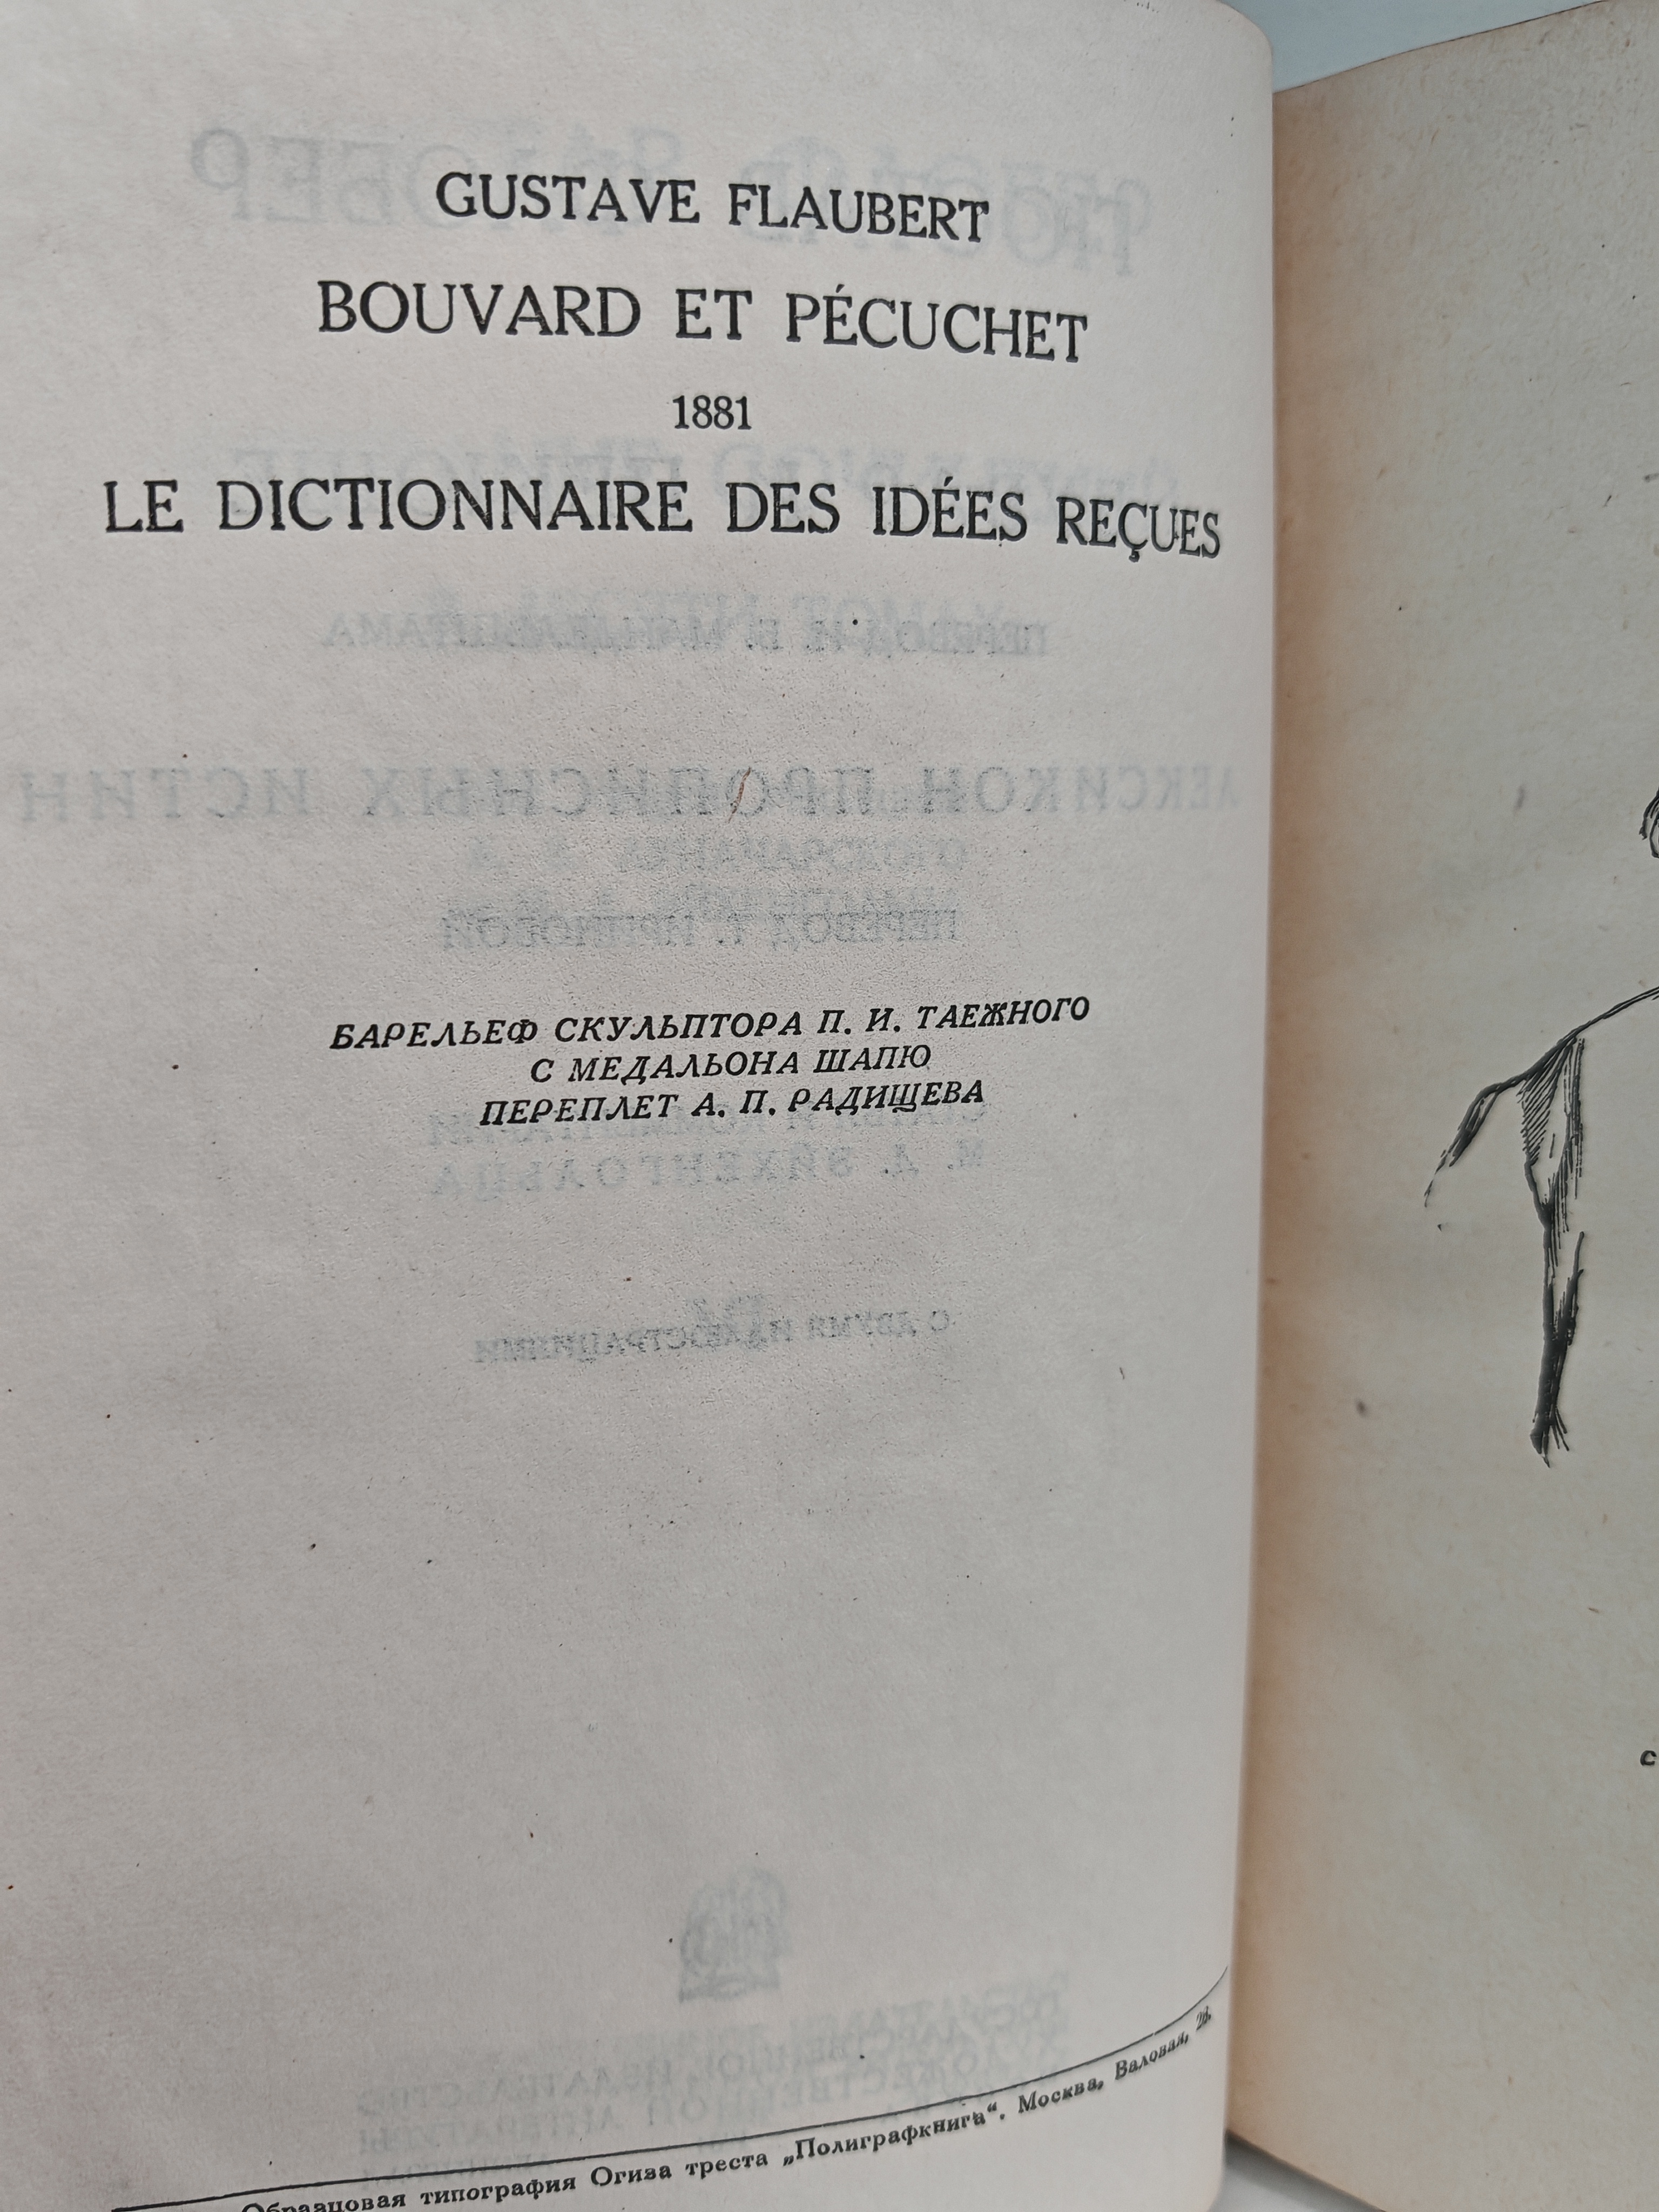 GUSTAVE FLAUBERT
BOUVARD ET PÉCUCHET
1881
LE DICTIONNAIRE DES IDÉES REÇUES
БАРЕЛЬЕФ СКУЛЬПТОРА П. И. ТАЕЖНОГО
С МЕДАЛЬОНА ШАПЮ
ПЕРЕПЛЕТ А. П. РАДИЩЕВА
Образцовая типография Огиза треста „Полиграфкнига“. Москва, Валовая, 28.